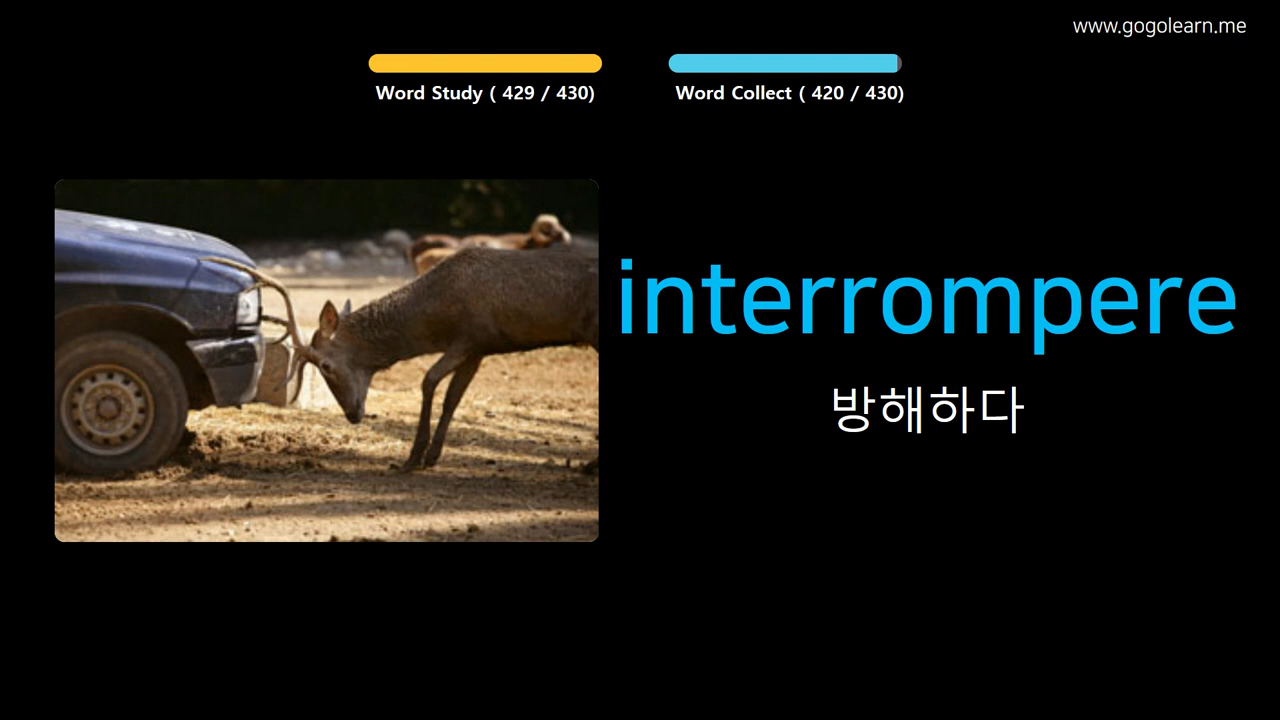 www.gogolearn.me
Word Study ( 429 / 430)
Word Collect ( 420 / 430)
interrompere
방해하다